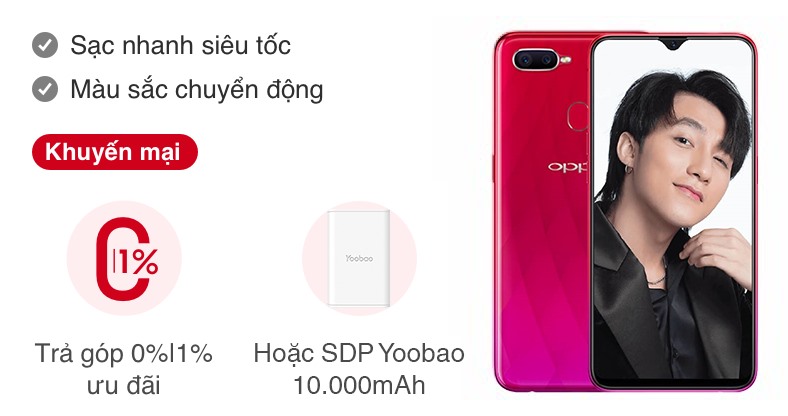 Sạc nhanh siêu tốc
Màu sắc chuyển động
Khuyến mại
0|1%
Yoobao
Trả góp 0%|1%
ưu đãi
Hoặc SDP Yoobao
10.000mAh